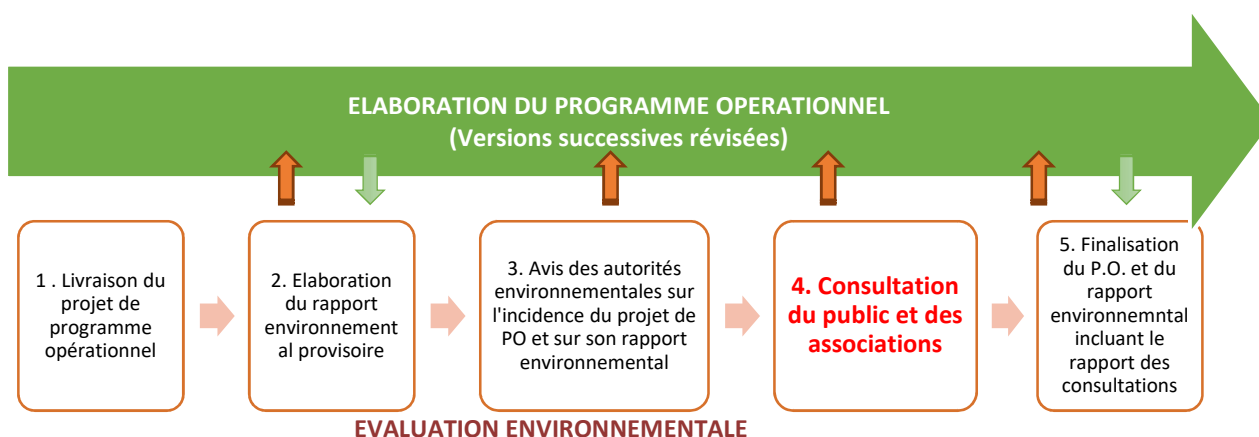 ELABORATION DU PROGRAMME OPERATIONNEL
(Versions successives révisées)
1 . Livraison du
projet de
programme
opérationnel
2. Elaboration
du rapport
environnement
al provisoire
3. Avis des autorités
environnementales sur
l'incidence du projet de
PO et sur son rapport
environnemental
4. Consultation
du public et des
associations
5. Finalisation
du P.O. et du
rapport
environnemntal
incluant le
rapport des
consultations
EVALUATION ENVIRONNEMENTALE